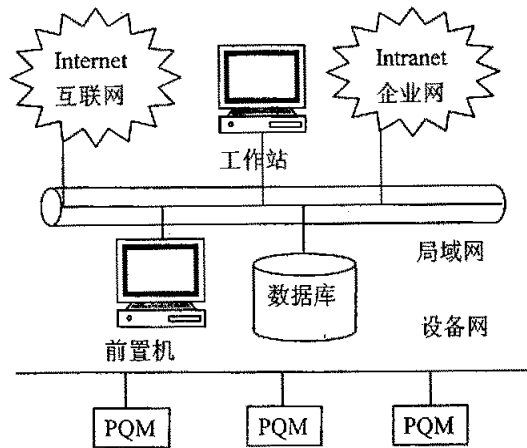 Internet
互联网
Intranet
企业网
工作站
局域网
数据库
设备网
前置机
PQM
PQM
PQM